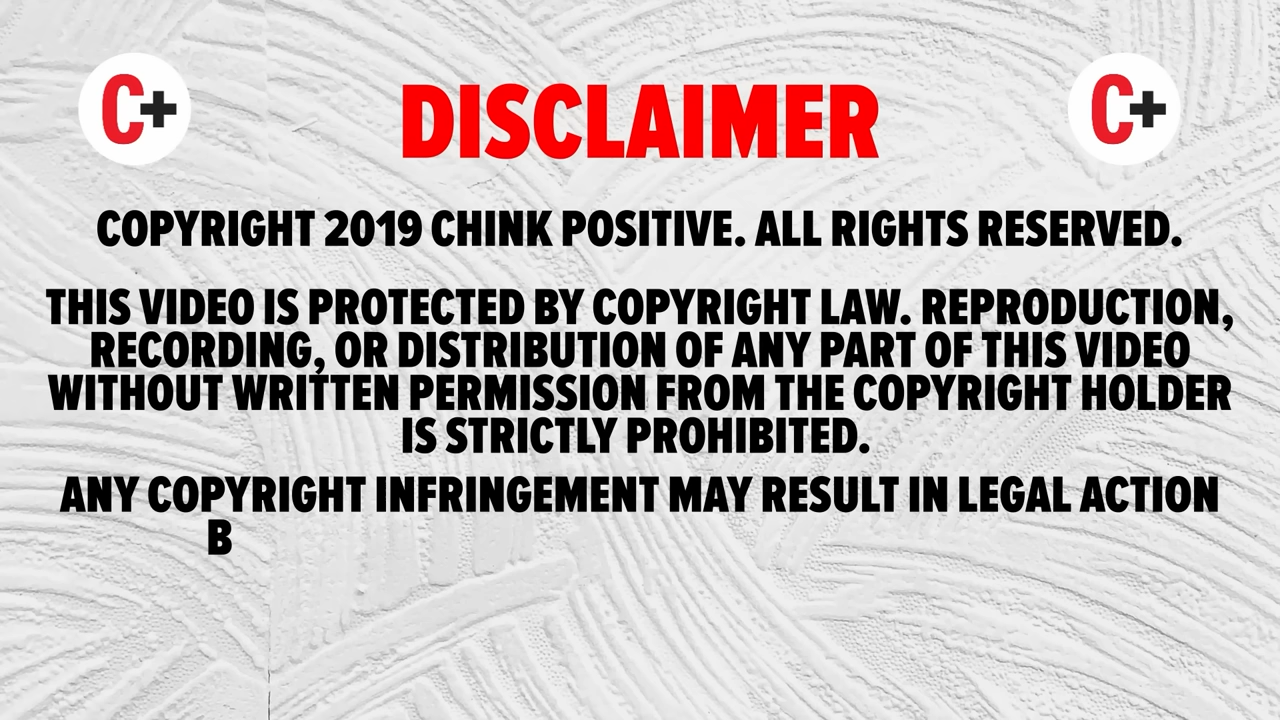 C+
C+
DISCLAIMER
COPYRIGHT 2019 CHINK POSITIVE. ALL RIGHTS RESERVED.
THIS VIDEO IS PROTECTED BY COPYRIGHT LAW. REPRODUCTION,
RECORDING, OR DISTRIBUTION OF ANY PART OF THIS VIDEO
WITHOUT WRITTEN PERMISSION FROM THE COPYRIGHT HOLDER
IS STRICTLY PROHIBITED.
ANY COPYRIGHT INFRINGEMENT MAY RESULT IN LEGAL ACTION
B